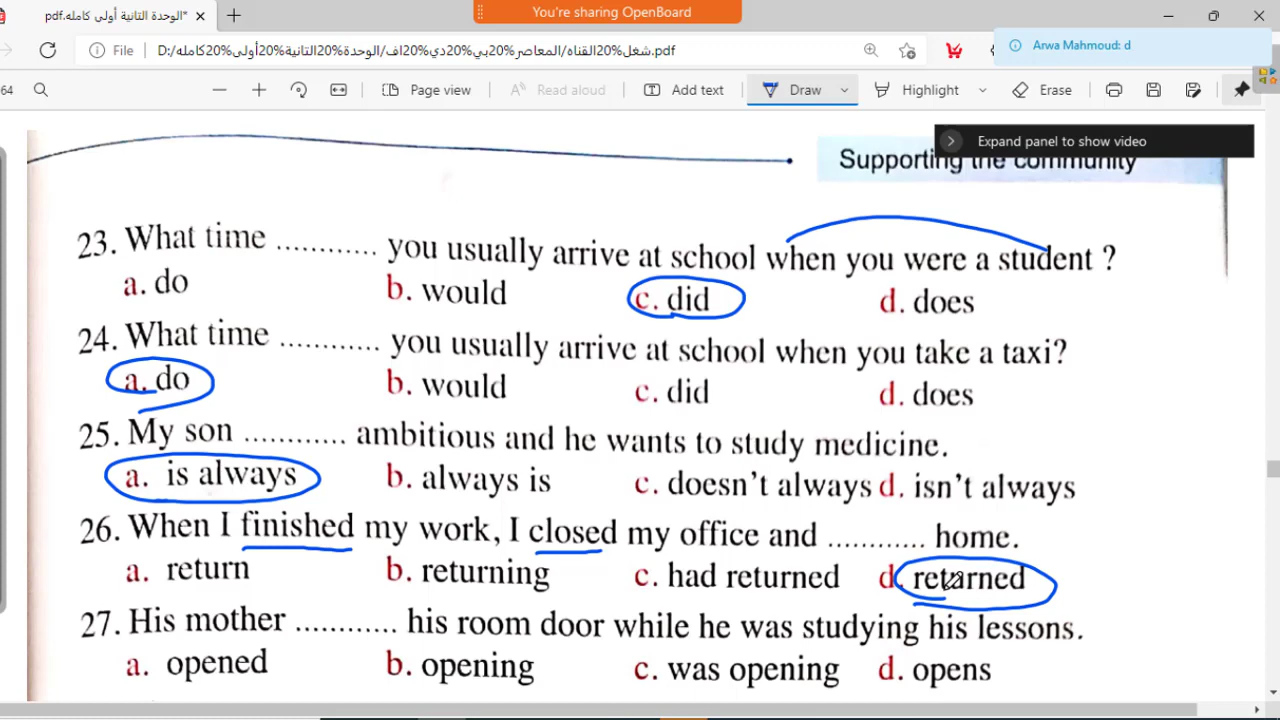 الوحدة الثانية أولى كامله.pdf*
You're sharing OpenBoard
File
D:/شغل%20القناه/المعاصر%20بي%20دي%20اف/الوحدة%20الثانية%20أولى%20كامله.pdf
Arwa Mahmoud: d
64
Page view
Read aloud
Add text
Draw
Highlight
Erase
Expand panel to show video
Supporting the community
23. What time ............ you usually arrive at school when you were a student ?
a. do b. would c. did d. does
24. What time ............ you usually arrive at school when you take a taxi?
a. do b. would c. did d. does
25. My son ............ ambitious and he wants to study medicine.
a. is always b. always is c. doesn't always d. isn't always
26. When I finished my work, I closed my office and ............ home.
a. return b. returning c. had returned d. returned
27. His mother ............ his room door while he was studying his lessons.
a. opened b. opening c. was opening d. opens